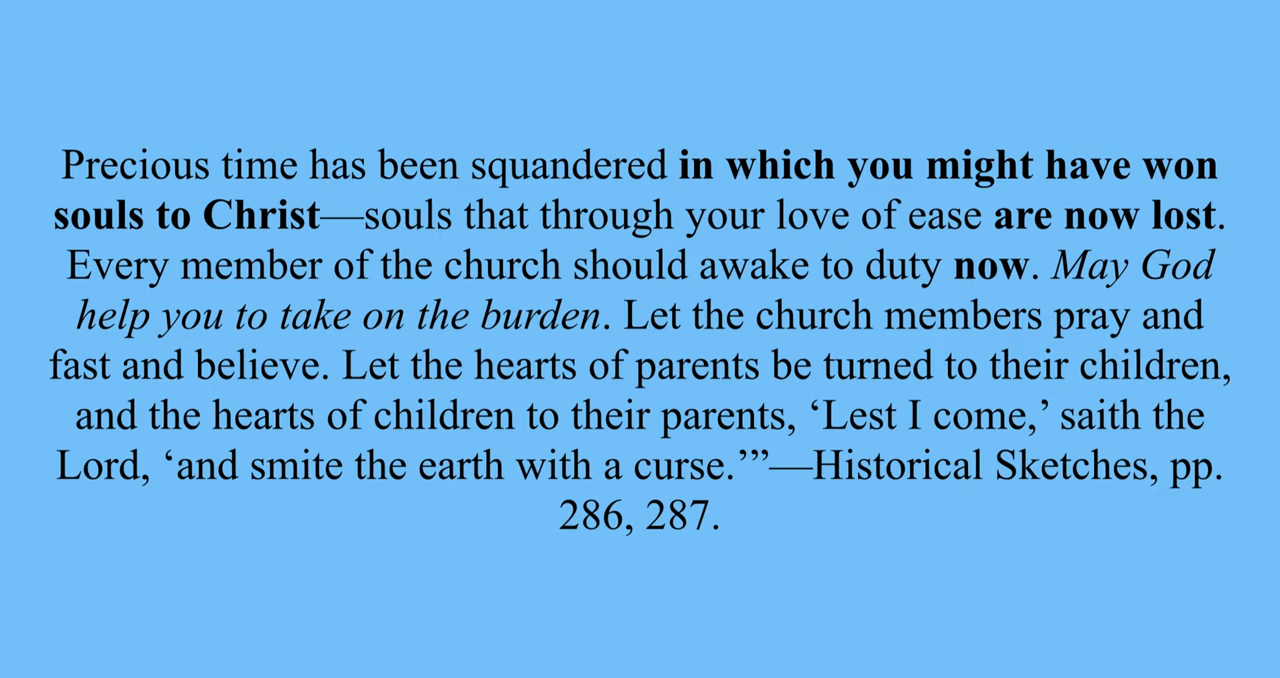 Precious time has been squandered in which you might have won
souls to Christ—souls that through your love of ease are now lost.
Every member of the church should awake to duty now. May God
help you to take on the burden. Let the church members pray and
fast and believe. Let the hearts of parents be turned to their children,
and the hearts of children to their parents, ‘Lest I come,’ saith the
Lord, ‘and smite the earth with a curse.’”—Historical Sketches, pp.
286, 287.